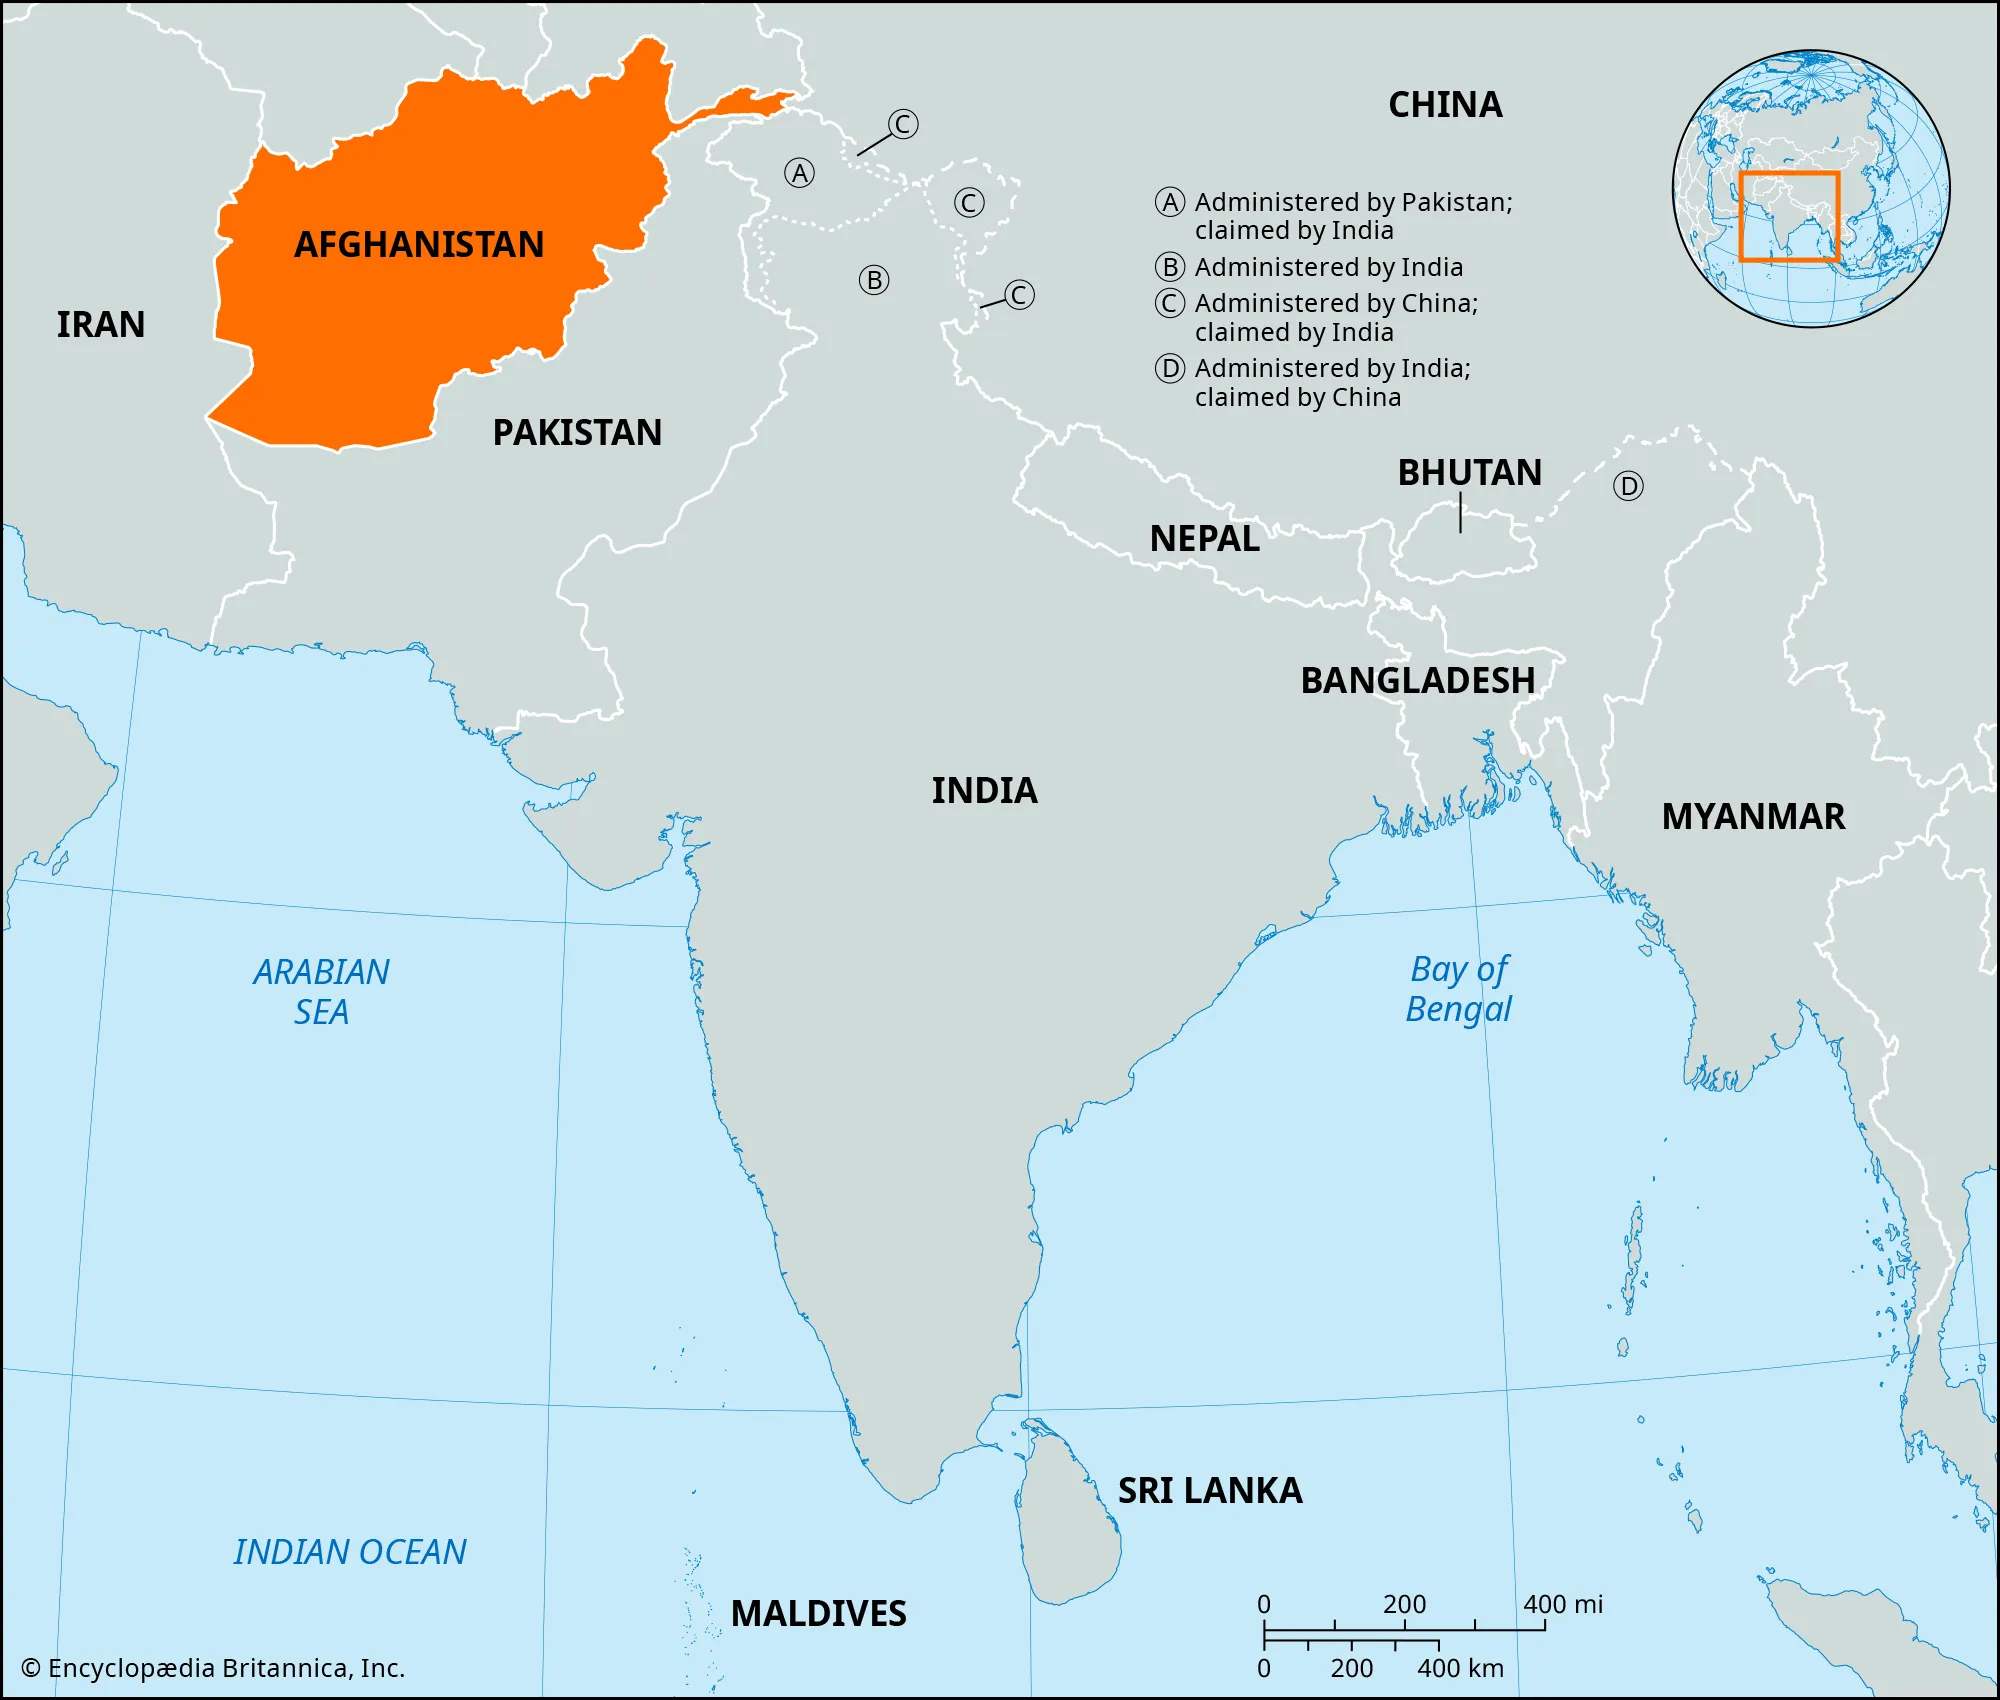 CHINA
Ⓒ
Ⓐ
Ⓒ
Ⓐ Administered by Pakistan;
claimed by India
AFGHANISTAN
Ⓑ Administered by India
Ⓑ
Ⓒ
Ⓒ Administered by China;
claimed by India
IRAN
Ⓓ Administered by India;
claimed by China
PAKISTAN
BHUTAN
Ⓓ
NEPAL
BANGLADESH
INDIA
MYANMAR
ARABIAN
SEA
Bay of
Bengal
SRI LANKA
INDIAN OCEAN
MALDIVES
0 200 400 mi
0 200 400 km
© Encyclopædia Britannica, Inc.